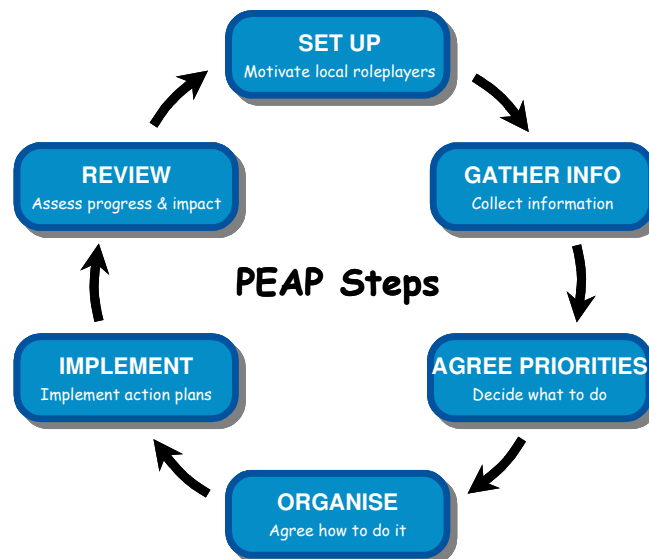 SET UP
Motivate local roleplayers
GATHER INFO
Collect information
AGREE PRIORITIES
Decide what to do
ORGANISE
Agree how to do it
IMPLEMENT
Implement action plans
REVIEW
Assess progress & impact
PEAP Steps